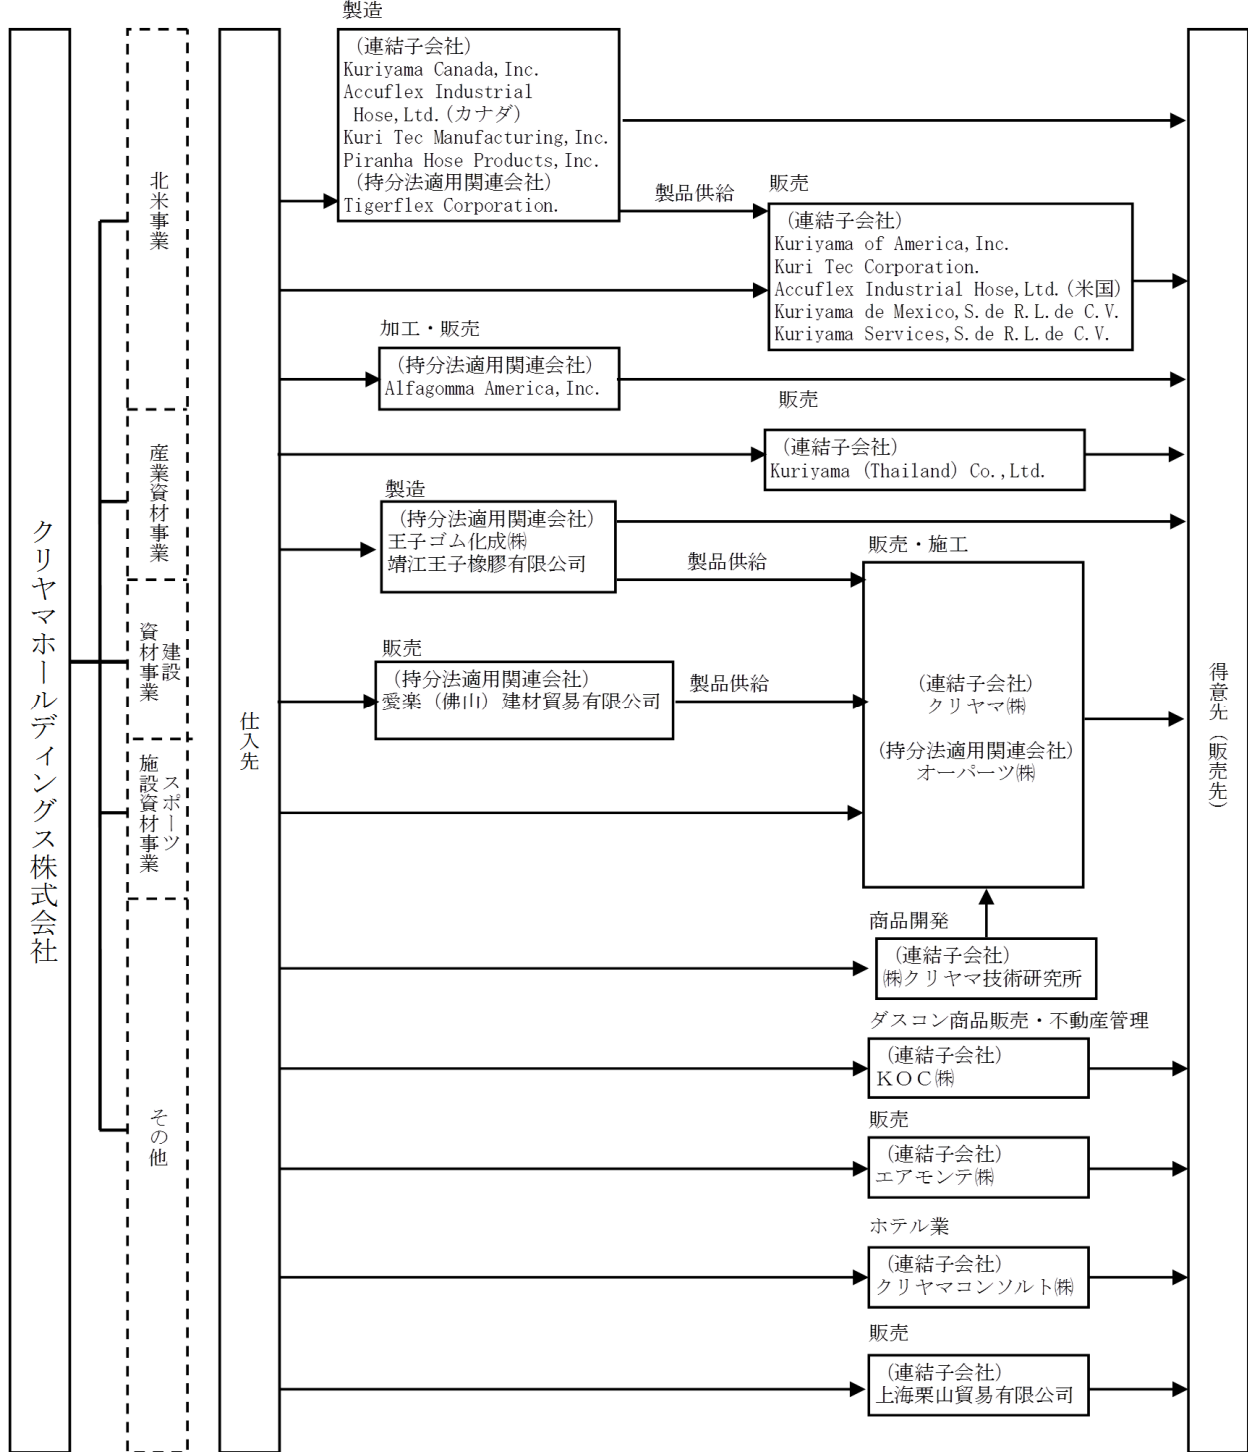 クリヤマホールディングス株式会社
北米事業
産業資材事業
建設
資材事業
スポーツ
施設資材事業
その他
仕入先
製造
（連結子会社）
Kuriyama Canada,Inc.
Accuflex Industrial
Hose,Ltd.(カナダ)
Kuri Tec Manufacturing,Inc.
Piranha Hose Products,Inc.
（持分法適用関連会社）
Tigerflex Corporation.
製品供給
販売
（連結子会社）
Kuriyama of America,Inc.
Kuri Tec Corporation.
Accuflex Industrial Hose,Ltd.(米国)
Kuriyama de Mexico,S.de R.L.de C.V.
Kuriyama Services,S.de R.L.de C.V.
加工・販売
（持分法適用関連会社）
Alfagomma America,Inc.
販売
（連結子会社）
Kuriyama (Thailand) Co.,Ltd.
製造
（持分法適用関連会社）
王子ゴム化成㈱
靖江王子橡膠有限公司
製品供給
販売・施工
（連結子会社）
クリヤマ㈱
（持分法適用関連会社）
オーパーツ㈱
販売
（持分法適用関連会社）
愛楽（佛山）建材貿易有限公司
製品供給
商品開発
（連結子会社）
㈱クリヤマ技術研究所
ダスコン商品販売・不動産管理
（連結子会社）
ＫＯＣ㈱
販売
（連結子会社）
エアモンテ㈱
ホテル業
（連結子会社）
クリヤマコンソルト㈱
販売
（連結子会社）
上海栗山貿易有限公司
得意先（販売先）